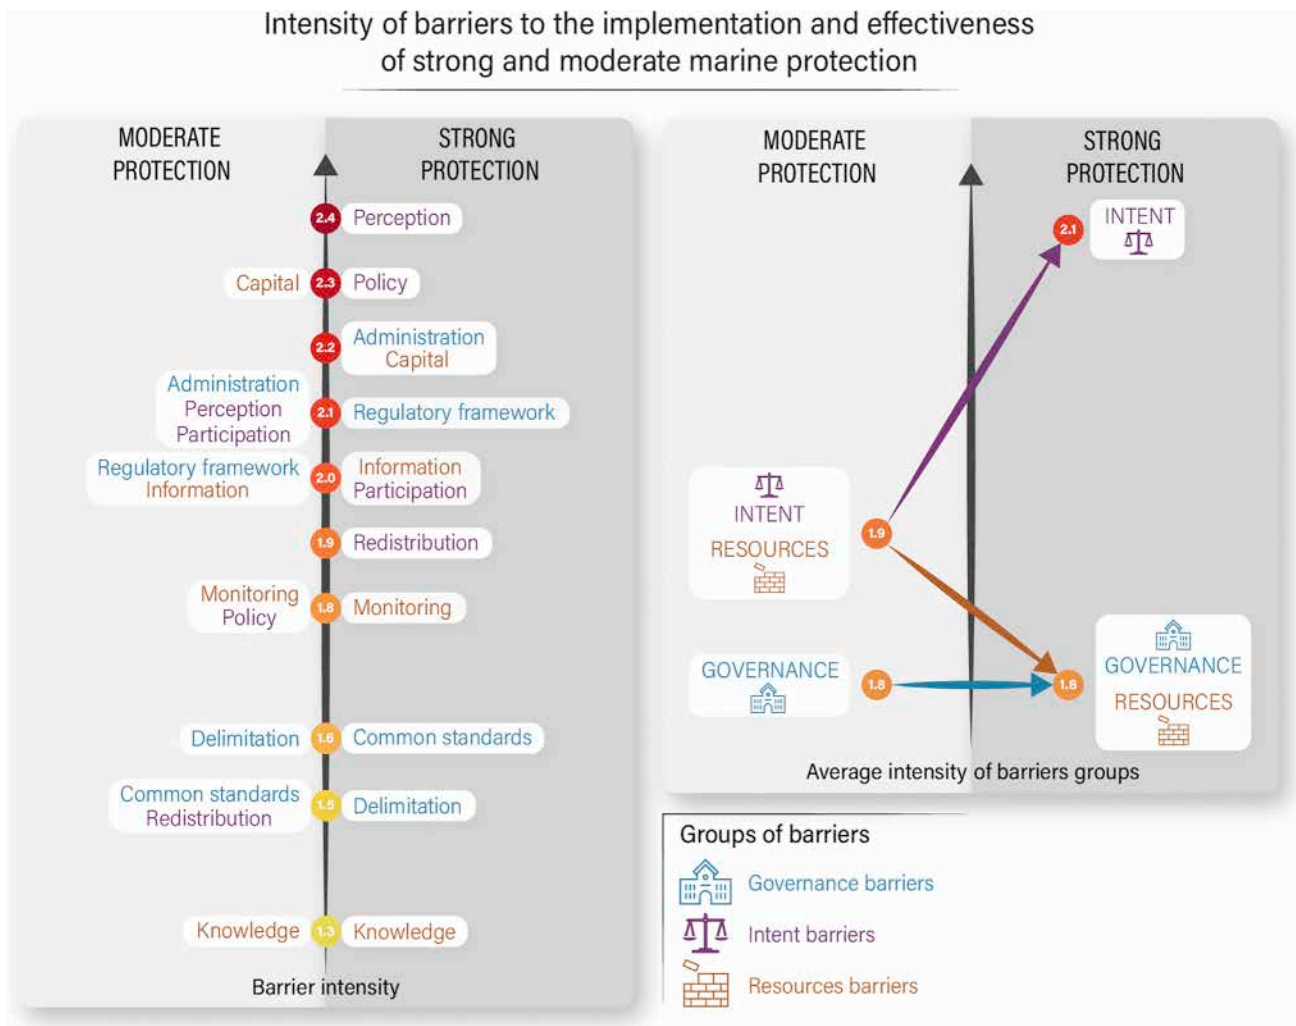 Intensity of barriers to the implementation and effectiveness
of strong and moderate marine protection
MODERATE
PROTECTION
STRONG
PROTECTION
2.4 Perception
Capital 2.3 Policy
2.2
Administration
Capital
Administration
Perception
Participation
2.1 Regulatory framework
Regulatory framework
Information
2.0
Information
Participation
1.9 Redistribution
Monitoring
Policy
1.8 Monitoring
Delimitation 1.6 Common standards
Common standards
Redistribution
1.5 Delimitation
Knowledge 1.3 Knowledge
Barrier intensity
MODERATE
PROTECTION
STRONG
PROTECTION
2.1
INTENT
INTENT
RESOURCES
1.9
GOVERNANCE
1.8
1.8
GOVERNANCE
RESOURCES
Average intensity of barriers groups
Groups of barriers
Governance barriers
Intent barriers
Resources barriers